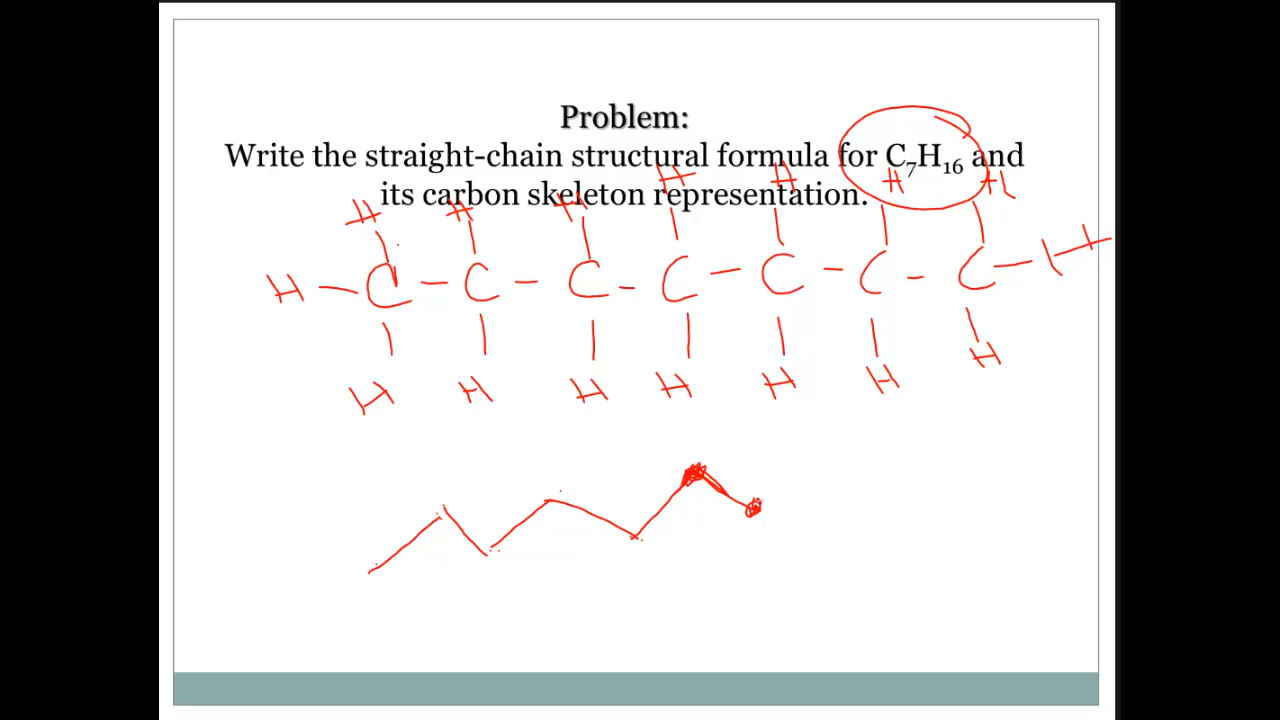 Problem:
Write the straight-chain structural formula for C₇H₁₆ and
its carbon skeleton representation.
H H H H H H H
H – C – C – C – C – C – C – C – H
H H H H H H H